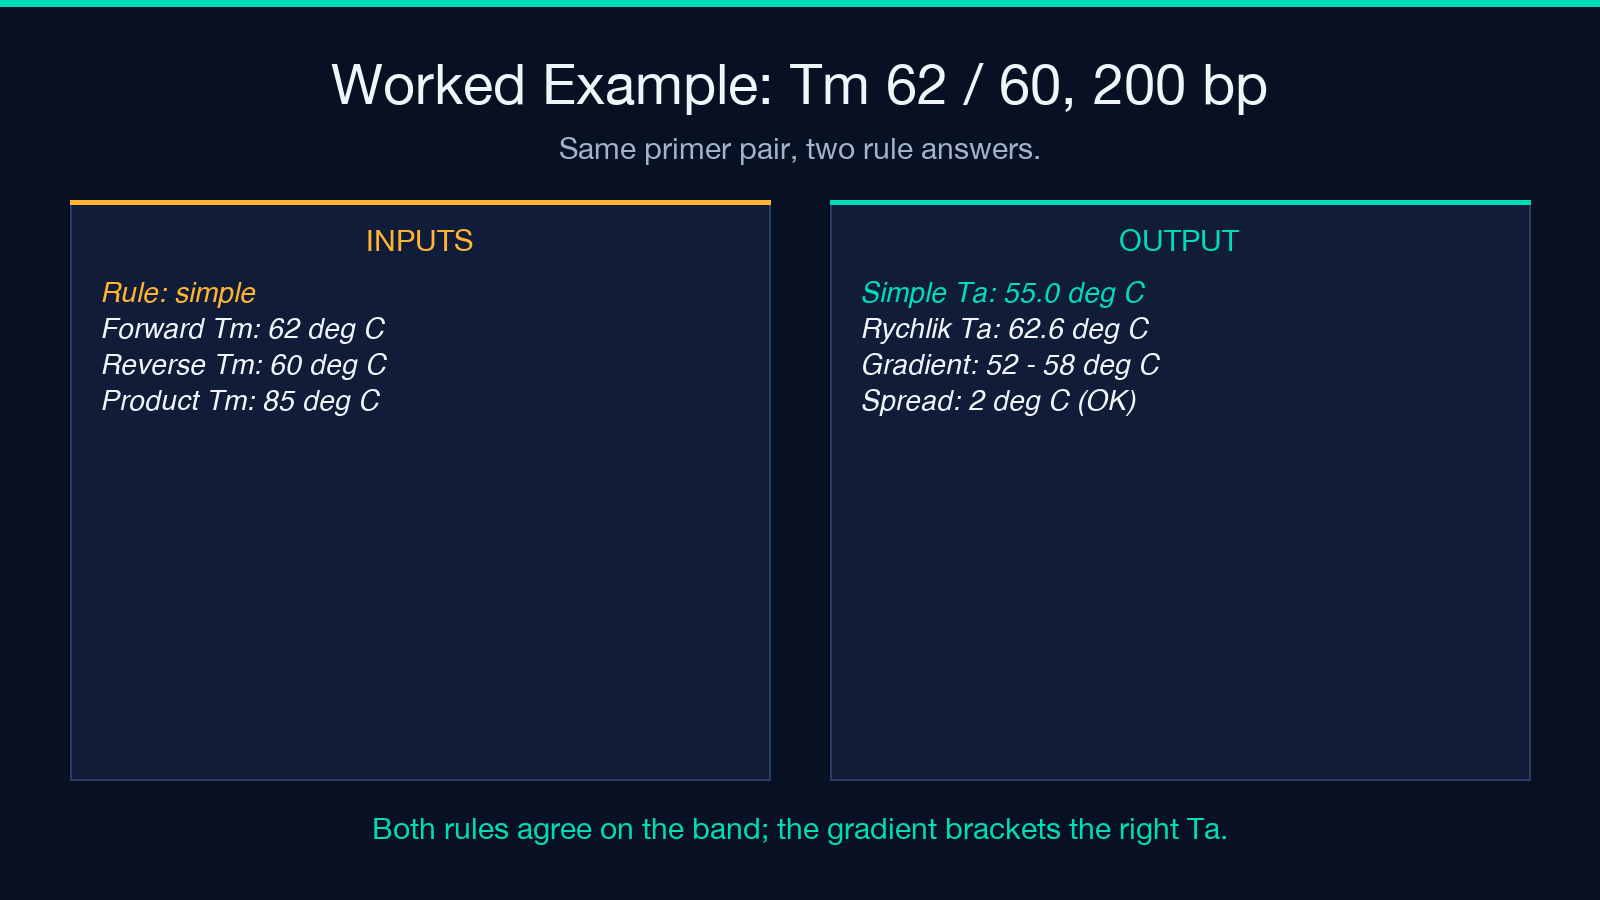 Worked Example: Tm 62 / 60, 200 bp
Same primer pair, two rule answers.
INPUTS
Rule: simple
Forward Tm: 62 deg C
Reverse Tm: 60 deg C
Product Tm: 85 deg C
OUTPUT
Simple Ta: 55.0 deg C
Rychlik Ta: 62.6 deg C
Gradient: 52 - 58 deg C
Spread: 2 deg C (OK)
Both rules agree on the band; the gradient brackets the right Ta.